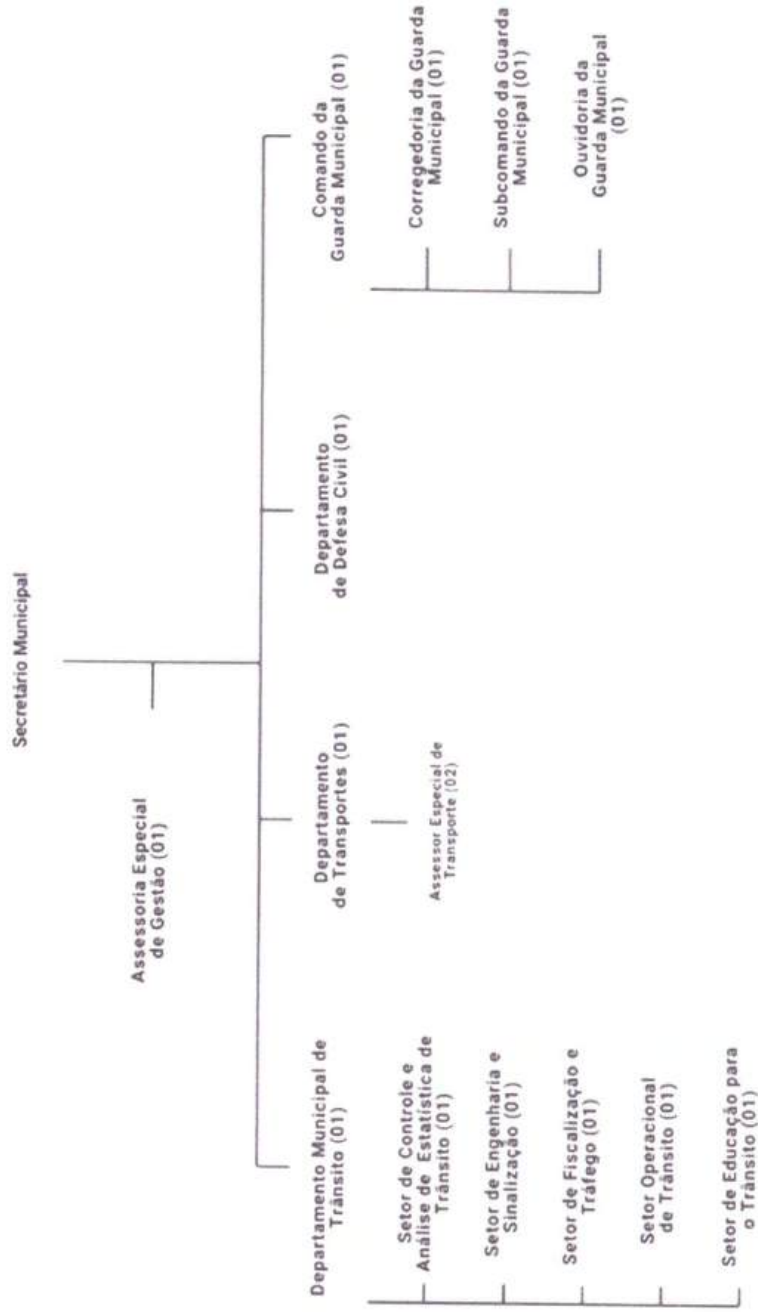 Secretário Municipal
Assessoria Especial
de Gestão (01)
Departamento Municipal de
Trânsito (01)
Setor de Controle e
Análise de Estatística de
Trânsito (01)
Setor de Engenharia e
Sinalização (01)
Setor de Fiscalização e
Tráfego (01)
Setor Operacional
de Trânsito (01)
Setor de Educação para
o Trânsito (01)
Departamento
de Transportes (01)
Assessor Especial de
Transporte (02)
Departamento
de Defesa Civil (01)
Comando da
Guarda Municipal (01)
Corregedoria da Guarda
Municipal (01)
Subcomando da Guarda
Municipal (01)
Ouvidoria da
Guarda Municipal
(01)